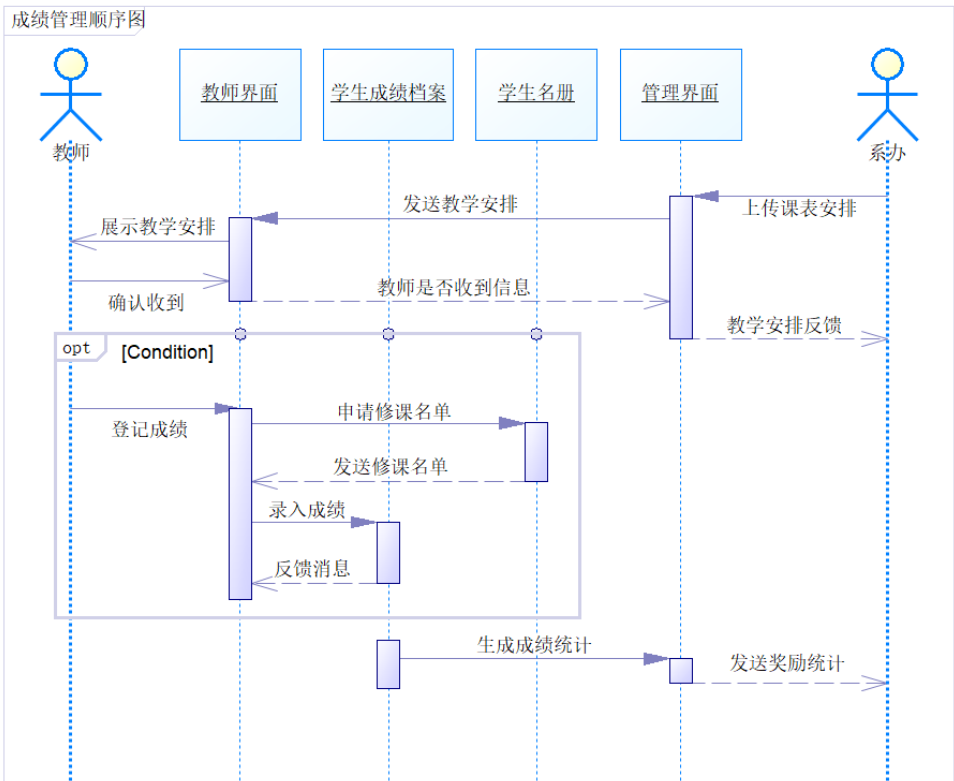 成绩管理顺序图
教师界面
学生成绩档案
学生名册
管理界面
教师
系办
上传课表安排
发送教学安排
展示教学安排
确认收到
教师是否收到信息
教学安排反馈
opt
[Condition]
登记成绩
申请修课名单
发送修课名单
录入成绩
反馈消息
生成成绩统计
发送奖励统计